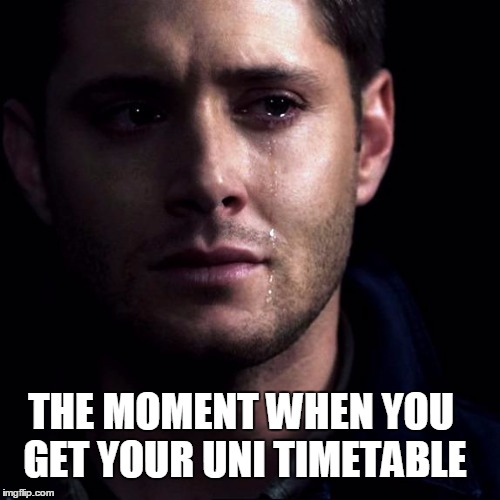 THE MOMENT WHEN YOU
GET YOUR UNI TIMETABLE
imgflip.com